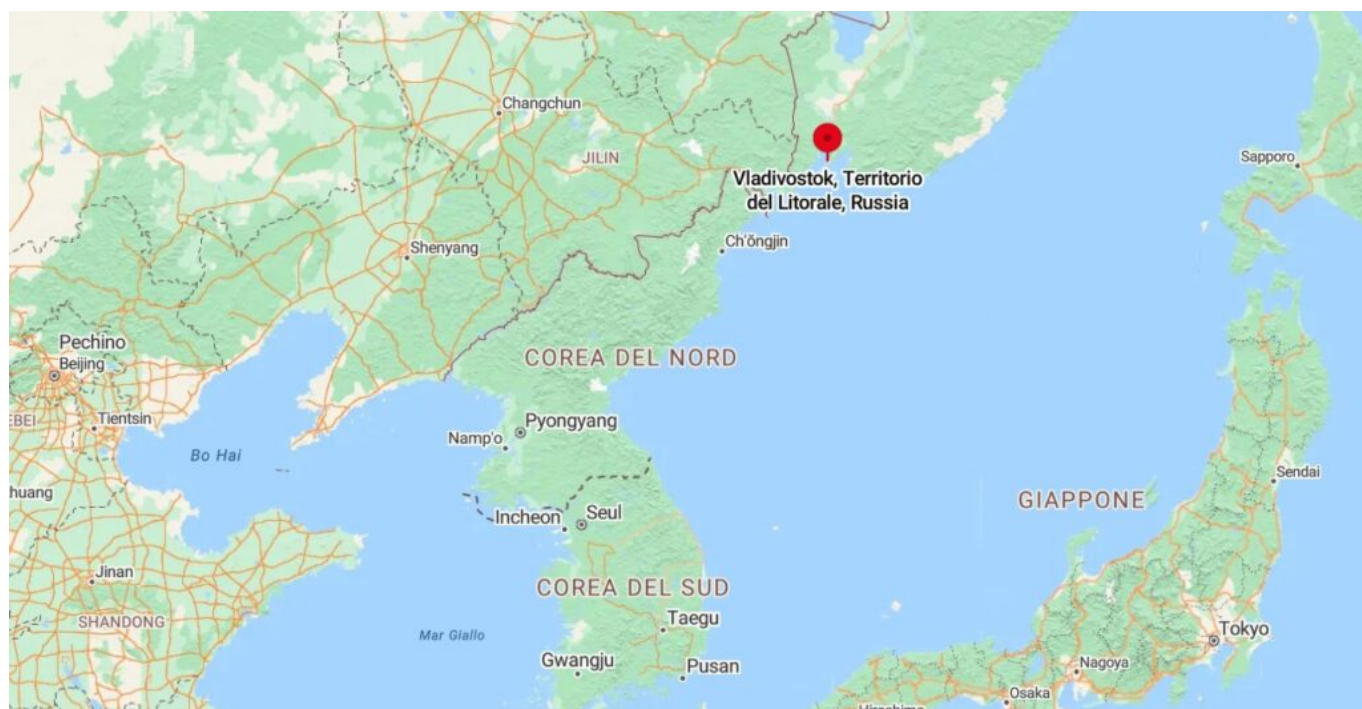 Changchun
JILIN
Sapporo
Vladivostok, Territorio
del Litorale, Russia
Shenyang
Ch'ŏngjin
Pechino
Beijing
COREA DEL NORD
EBEI
Tientsin
Pyongyang
Namp'o
Bo Hai
Sendai
huang
GIAPPONE
Incheon
Seul
Jinan
COREA DEL SUD
SHANDONG
Taegu
Tokyo
Mar Giallo
Gwangju
Pusan
Nagoya
Osaka
Hiroshima